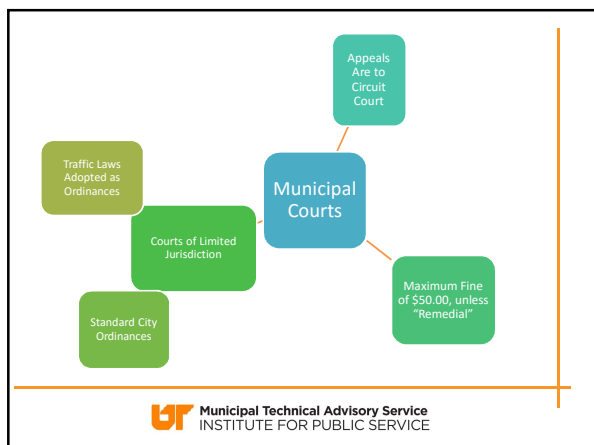 Appeals
Are to
Circuit
Court
Traffic Laws
Adopted as
Ordinances
Municipal
Courts
Courts of Limited
Jurisdiction
Maximum Fine
of $50.00, unless
“Remedial”
Standard City
Ordinances
UT Municipal Technical Advisory Service
INSTITUTE FOR PUBLIC SERVICE